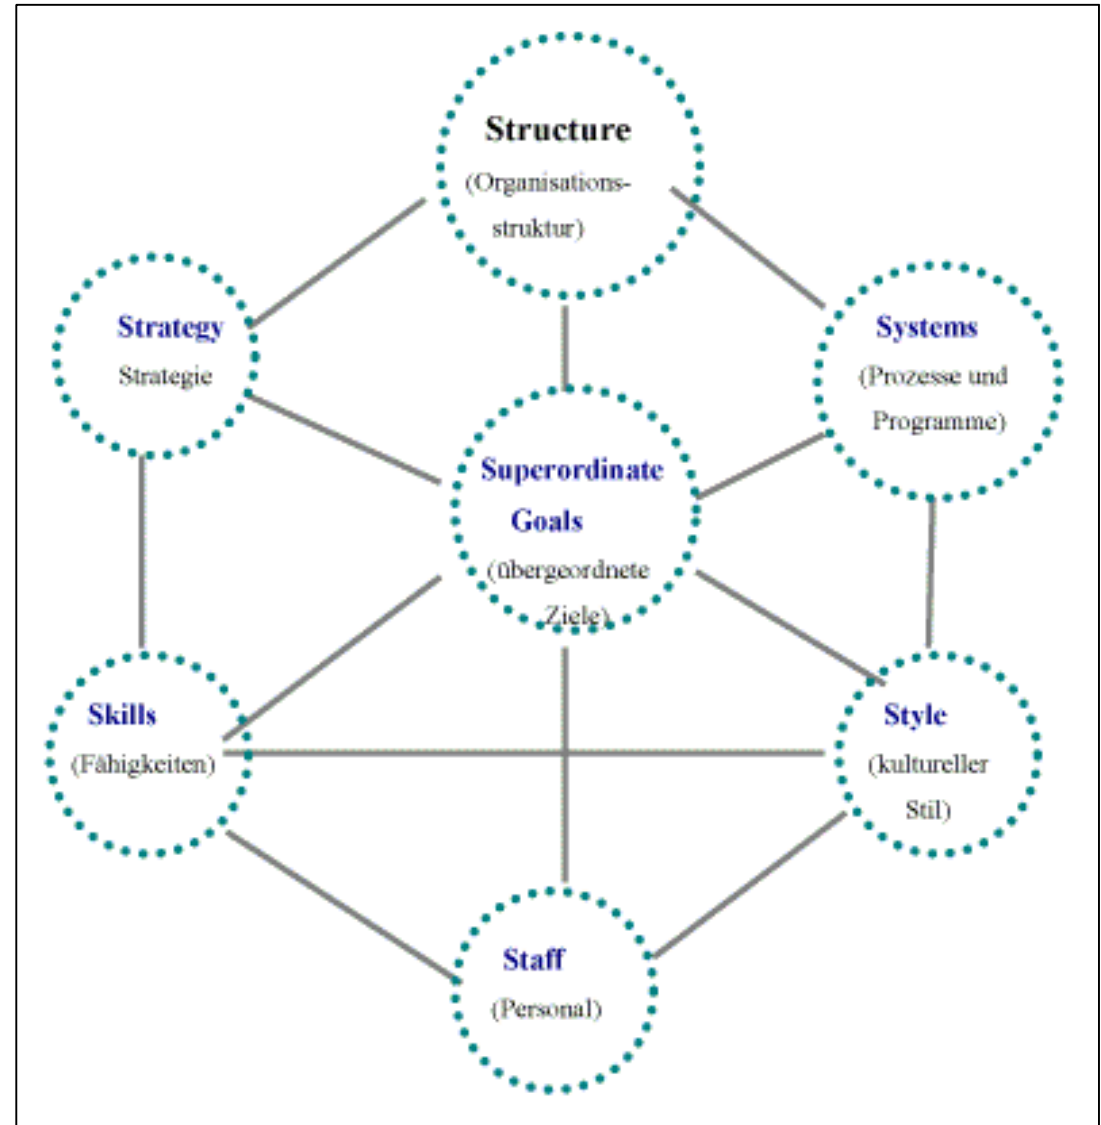 Structure
(Organisations-
struktur)
Strategy
Strategie
Systems
(Prozesse und
Programme)
Superordinate
Goals
(übergeordnete
Ziele)
Skills
(Fähigkeiten)
Style
(kultureller
Stil)
Staff
(Personal)